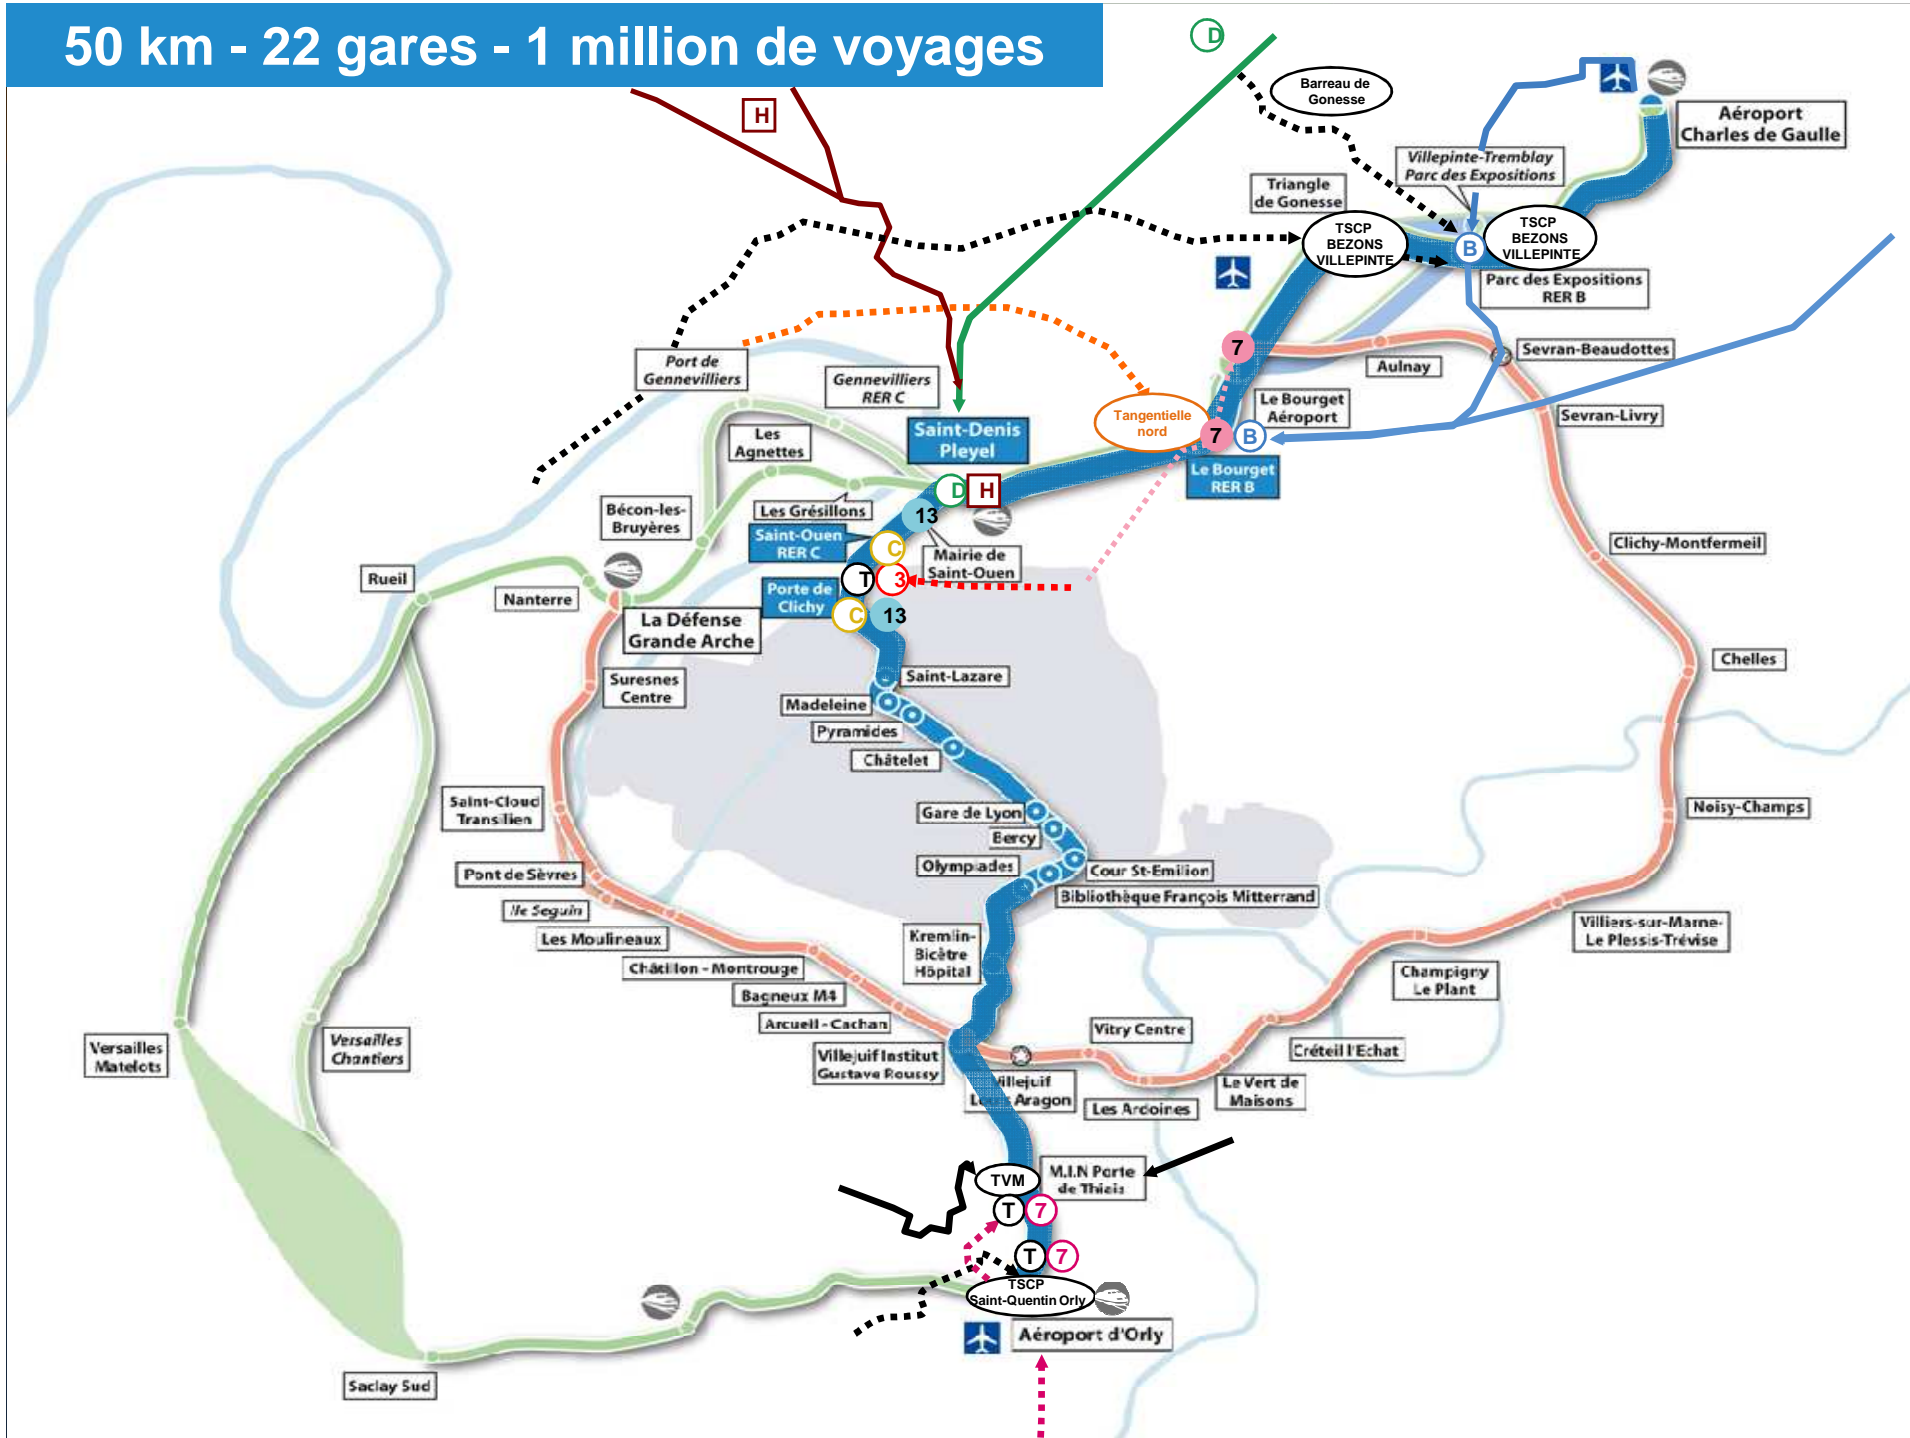 50 km - 22 gares - 1 million de voyages
D
H
Barreau de
Gonesse
Aéroport
Charles de Gaulle
Villepinte-Tremblay
Parc des Expositions
Triangle
de Gonesse
TSCP
BEZONS
VILLEPINTE
B
TSCP
BEZONS
VILLEPINTE
Parc des Expositions
RER B
Port de
Gennevilliers
Gennevilliers
RER C
7
Aulnay
Sevran-Beaudottes
Sevran-Livry
Le Bourget
Aéroport
Tangentielle
nord
7
B
Le Bourget
RER B
Saint-Denis
Pleyel
Les
Agnettes
D
H
Bécon-les-
Bruyères
Les Grésillons
13
Saint-Ouen
RER C
C
Mairie de
Saint-Ouen
Clichy-Montfermeil
Rueil
Nanterre
T
3
Porte de
Clichy
C
13
La Défense
Grande Arche
Chelles
Suresnes
Centre
Saint-Lazare
Madeleine
Pyramides
Châtelet
Saint-Cloud
Transilien
Gare de Lyon
Bercy
Noisy-Champs
Olympiades
Cour St-Emilion
Pont de Sèvres
Bibliothèque François Mitterrand
Ile Seguin
Les Moulineaux
Villiers-sur-Marne-
Le Plessis-Trévise
Kremlin-
Bicêtre
Hôpital
Châtillon - Montrouge
Champigny
Le Plant
Bagneux M4
Arcueil - Cachan
Vitry Centre
Versailles
Matelots
Versailles
Chantiers
Créteil l'Echat
Villejuif Institut
Gustave Roussy
Villejuif
Louis Aragon
Les Ardoines
Le Vert de
Maisons
TVM
M.I.N Porte
de Thiais
T
7
T
7
TSCP
Saint-Quentin Orly
Aéroport d'Orly
Saclay Sud